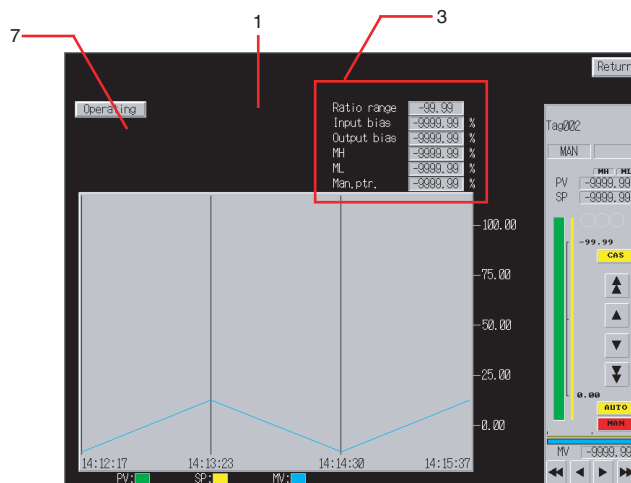 7
1
3
Return
Operating
Ratio range -99.99
Input bias -9999.99 %
Output bias -9999.99 %
MH -9999.99 %
ML -9999.99 %
Man.ptr. -9999.99 %
Tag002
MAN
MH ML
PV -9999.99
SP -9999.99
-99.99
CAS
0.00
AUTO
MAN
MV -9999.99
100.00
75.00
50.00
25.00
0.00
14:12:17 14:13:23 14:14:30 14:15:37
PV: SP: MV: